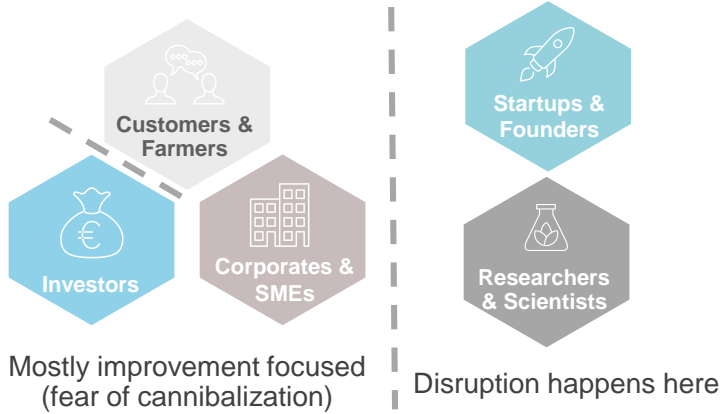 Customers &
Farmers
Investors
€
Corporates &
SMEs
Mostly improvement focused
(fear of cannibalization)
Startups &
Founders
Researchers
& Scientists
Disruption happens here